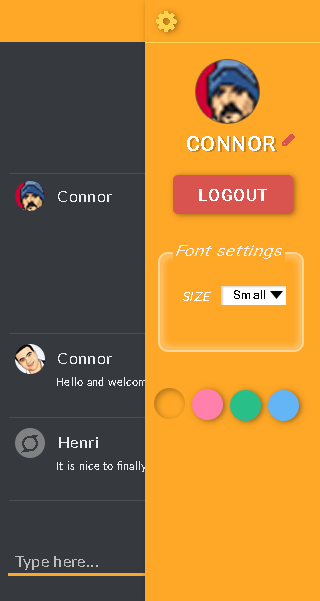 CONNOR
LOGOUT
Font settings
SIZE Small
Connor
Connor
Hello and welcom
Henri
It is nice to finally
Type here...